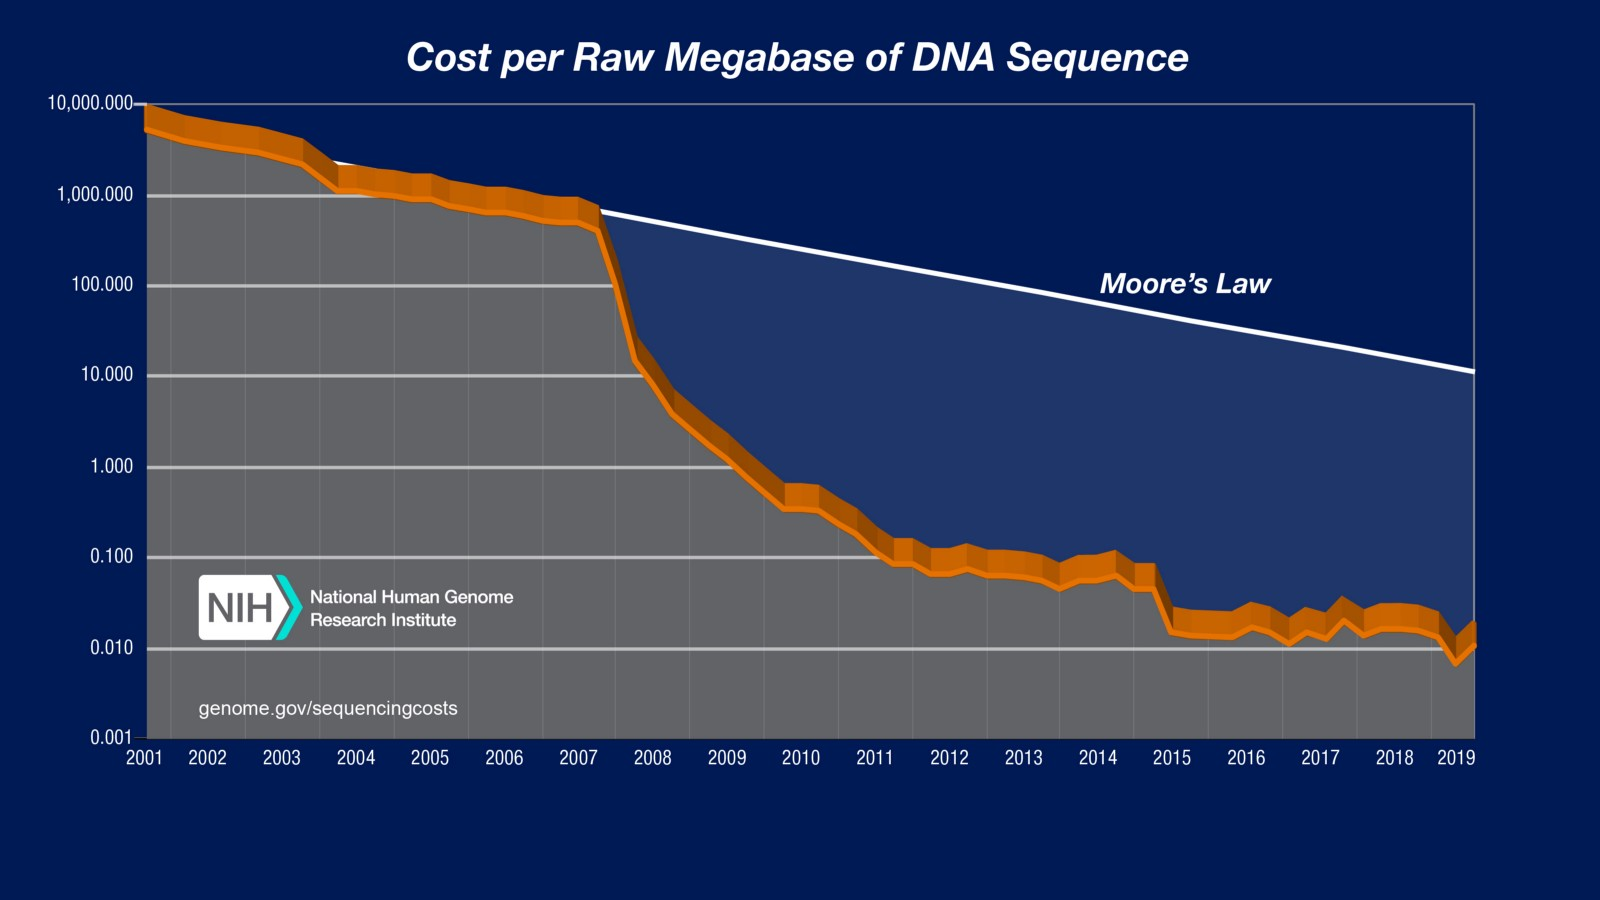 Cost per Raw Megabase of DNA Sequence
10,000.000
1,000.000
100.000
10.000
1.000
0.100
0.010
0.001
Moore’s Law
NIH
National Human Genome
Research Institute
genome.gov/sequencingcosts
2001 2002 2003 2004 2005 2006 2007 2008 2009 2010 2011 2012 2013 2014 2015 2016 2017 2018 2019